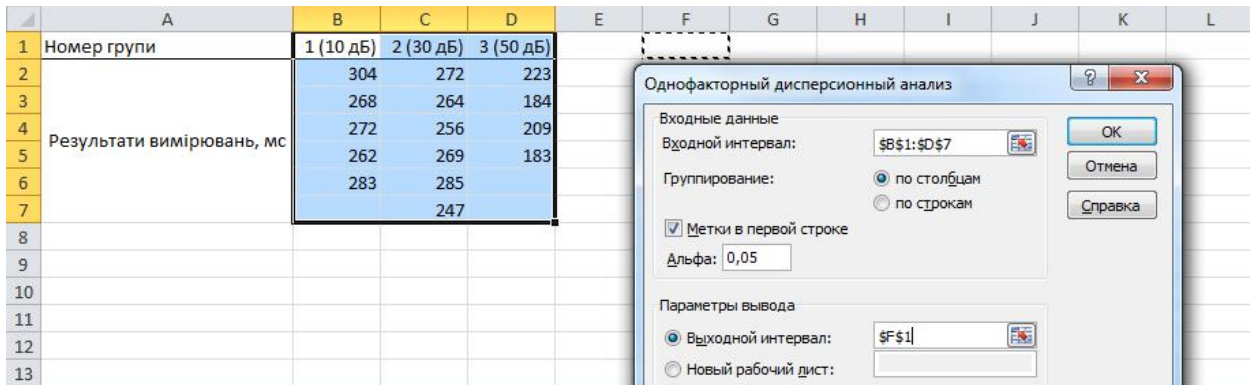 A B C D E F G H I J K L
1 Номер групи 1 (10 дБ) 2 (30 дБ) 3 (50 дБ)
2 304 272 223
3 268 264 184
4 272 256 209
5 Результати вимірювань, мс 262 269 183
6 283 285
7 247
8
9
10
11
12
13
Однофакторный дисперсионный анализ
Входные данные
Входной интервал: $B$1:$D$7
Группирование: по столбцам
по строкам
Метки в первой строке
Альфа: 0,05
Параметры вывода
Выходной интервал: $F$1
Новый рабочий лист:
?
X
OK
Отмена
Справка